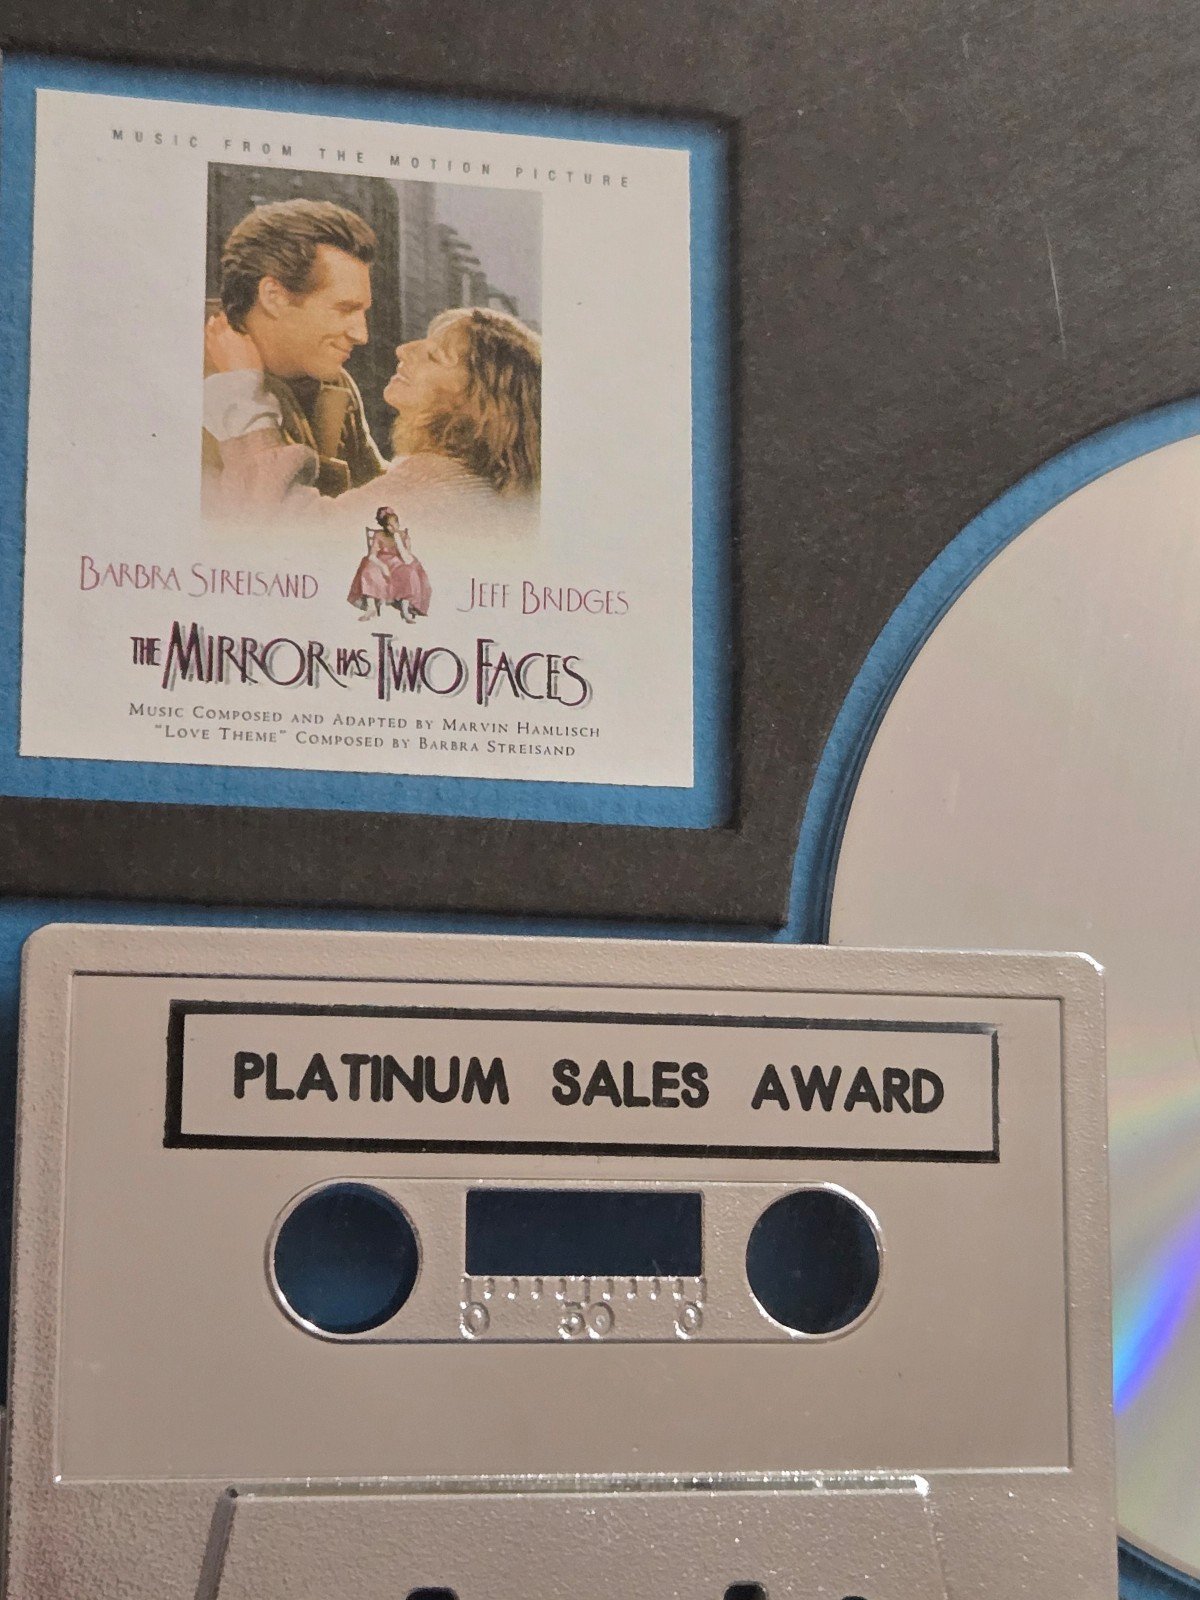 MUSIC FROM THE MOTION PICTURE
BARBRA STREISAND JEFF BRIDGES
THE MIRROR HAS TWO FACES
MUSIC COMPOSED AND ADAPTED BY MARVIN HAMLISCH
"LOVE THEME" COMPOSED BY BARBRA STREISAND
PLATINUM SALES AWARD
0 50 0